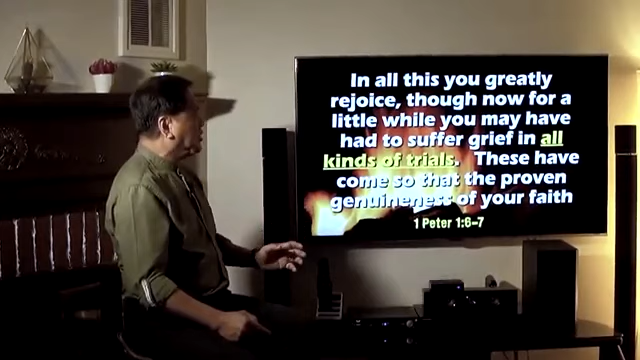 In all this you greatly
rejoice, though now for a
little while you may have
had to suffer grief in all
kinds of trials. These have
come so that the proven
genuineness of your faith
1 Peter 1:6–7